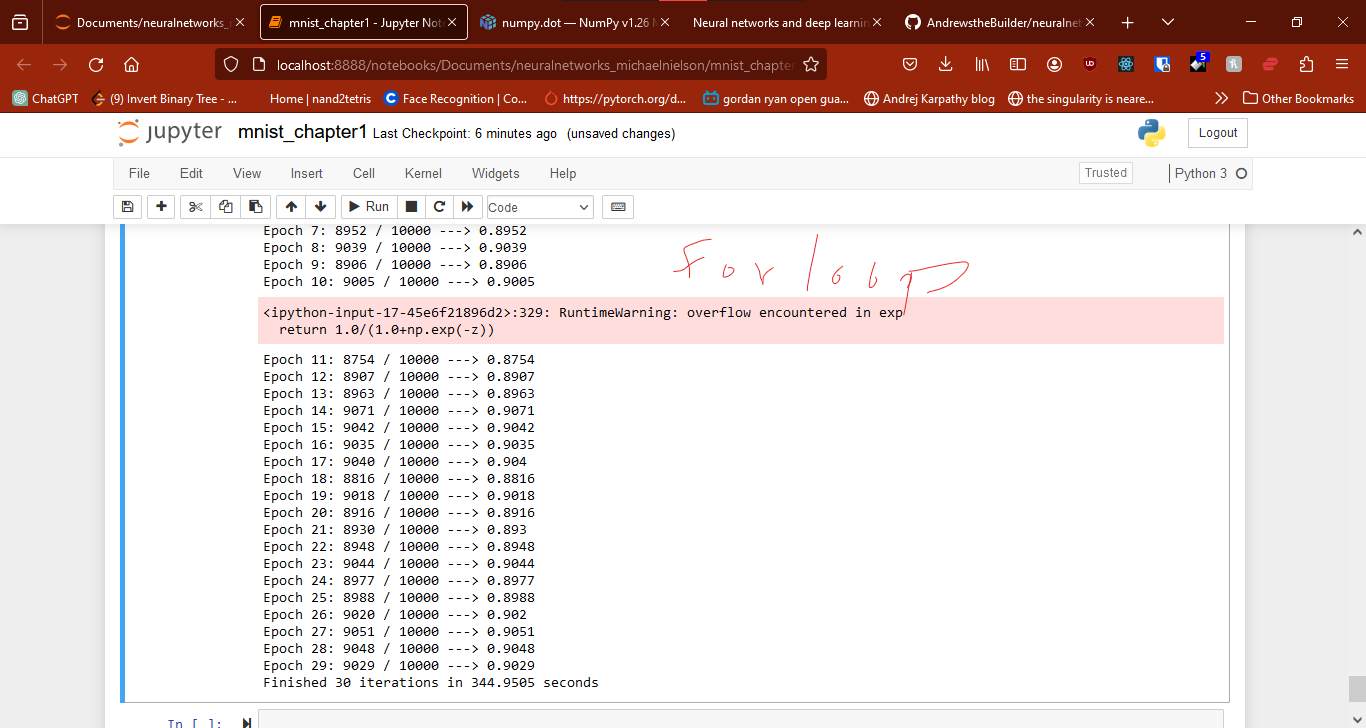 Documents/neuralnetworks_
mnist_chapter1 - Jupyter Not
numpy.dot — NumPy v1.26
Neural networks and deep learnin
AndrewstheBuilder/neuralnet
localhost:8888/notebooks/Documents/neuralnetworks_michaelnielson/mnist_chapter
5
ChatGPT
(9) Invert Binary Tree - ...
Home | nand2tetris
Face Recognition | Co...
https://pytorch.org/d...
gordan ryan open gua...
Andrej Karpathy blog
the singularity is neare...
Other Bookmarks
jupyter mnist_chapter1 Last Checkpoint: 6 minutes ago (unsaved changes)
Logout
File Edit View Insert Cell Kernel Widgets Help
Trusted
Python 3
Run
Code
Epoch 7: 8952 / 10000 ---> 0.8952
Epoch 8: 9039 / 10000 ---> 0.9039
Epoch 9: 8906 / 10000 ---> 0.8906
Epoch 10: 9005 / 10000 ---> 0.9005
For loop
<ipython-input-17-45e6f21896d2>:329: RuntimeWarning: overflow encountered in exp
return 1.0/(1.0+np.exp(-z))
Epoch 11: 8754 / 10000 ---> 0.8754
Epoch 12: 8907 / 10000 ---> 0.8907
Epoch 13: 8963 / 10000 ---> 0.8963
Epoch 14: 9071 / 10000 ---> 0.9071
Epoch 15: 9042 / 10000 ---> 0.9042
Epoch 16: 9035 / 10000 ---> 0.9035
Epoch 17: 9040 / 10000 ---> 0.904
Epoch 18: 8816 / 10000 ---> 0.8816
Epoch 19: 9018 / 10000 ---> 0.9018
Epoch 20: 8916 / 10000 ---> 0.8916
Epoch 21: 8930 / 10000 ---> 0.893
Epoch 22: 8948 / 10000 ---> 0.8948
Epoch 23: 9044 / 10000 ---> 0.9044
Epoch 24: 8977 / 10000 ---> 0.8977
Epoch 25: 8988 / 10000 ---> 0.8988
Epoch 26: 9020 / 10000 ---> 0.902
Epoch 27: 9051 / 10000 ---> 0.9051
Epoch 28: 9048 / 10000 ---> 0.9048
Epoch 29: 9029 / 10000 ---> 0.9029
Finished 30 iterations in 344.9505 seconds
In [ ]: